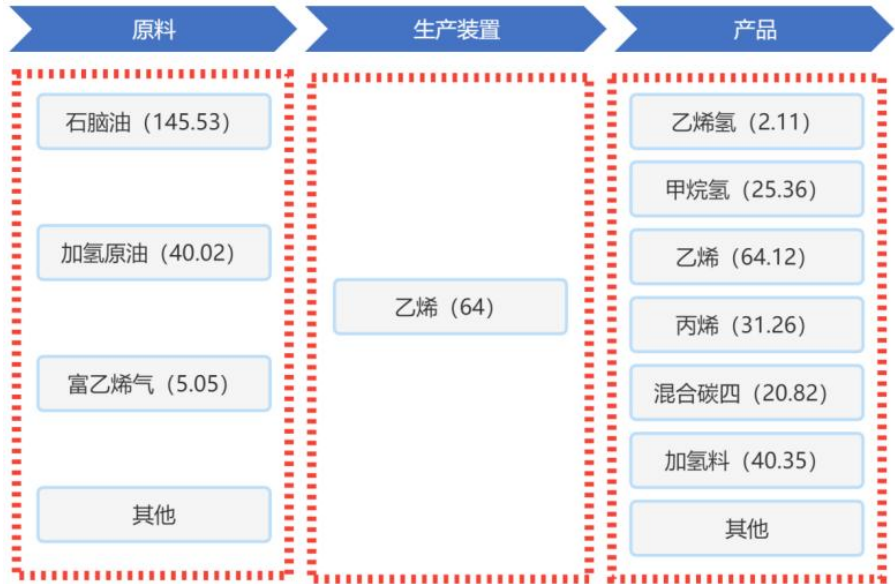 原料
生产装置
产品
石脑油（145.53）
加氢原油（40.02）
富乙烯气（5.05）
其他
乙烯（64）
乙烯氢（2.11）
甲烷氢（25.36）
乙烯（64.12）
丙烯（31.26）
混合碳四（20.82）
加氢料（40.35）
其他